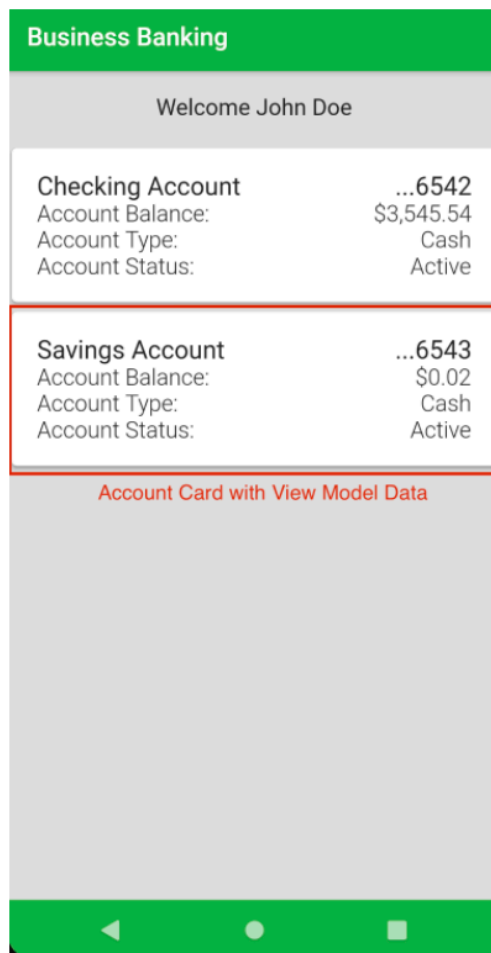 Business Banking
Welcome John Doe
Checking Account ...6542
Account Balance: $3,545.54
Account Type: Cash
Account Status: Active
Savings Account ...6543
Account Balance: $0.02
Account Type: Cash
Account Status: Active
Account Card with View Model Data